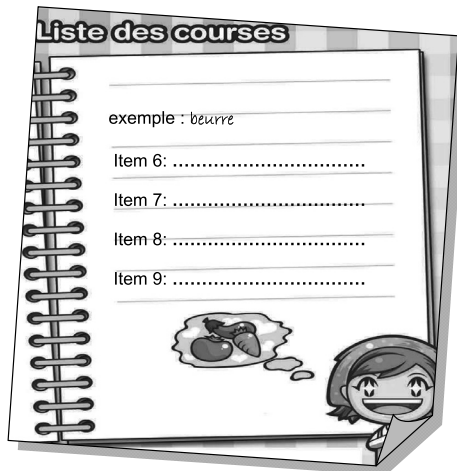 Liste des courses
exemple : beurre
Item 6: ..................................
Item 7: ..................................
Item 8: ..................................
Item 9: ..................................